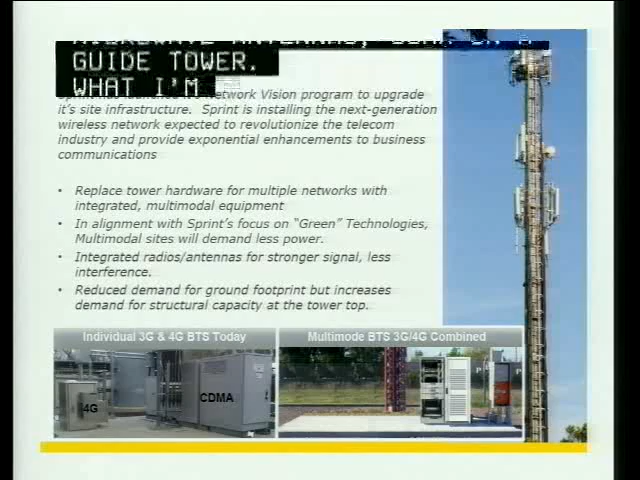 GUIDE TOWER.
WHAT I'M
Network Vision program to upgrade
it's site infrastructure. Sprint is installing the next-generation
wireless network expected to revolutionize the telecom
industry and provide exponential enhancements to business
communications
• Replace tower hardware for multiple networks with
integrated, multimodal equipment
• In alignment with Sprint's focus on "Green" Technologies,
Multimodal sites will demand less power.
• Integrated radios/antennas for stronger signal, less
interference.
• Reduced demand for ground footprint but increases
demand for structural capacity at the tower top.
Individual 3G & 4G BTS Today
Multimode BTS 3G/4G Combined
4G
CDMA